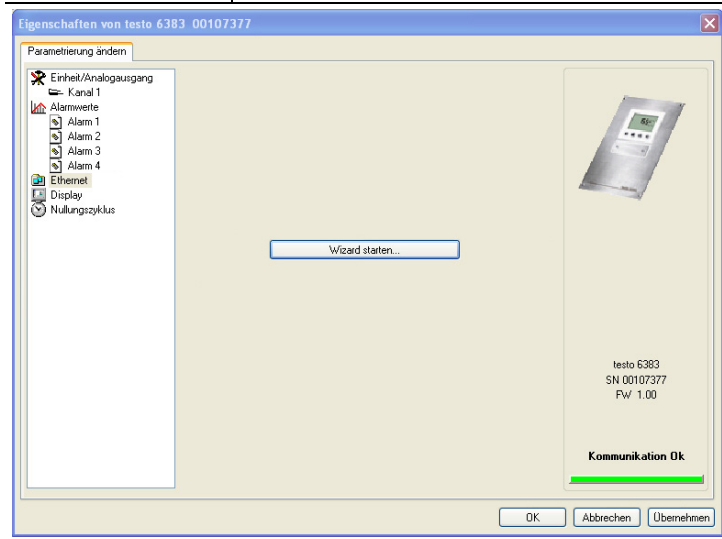 Eigenschaften von testo 6383 00107377
Parametrierung ändern
Einheit/Analogausgang
Kanal 1
Alarmwerte
Alarm 1
Alarm 2
Alarm 3
Alarm 4
Ethernet
Display
Nullungszyklus
Wizard starten...
testo 6383
SN 00107377
FW 1.00
Kommunikation Ok
OK
Abbrechen
Übernehmen